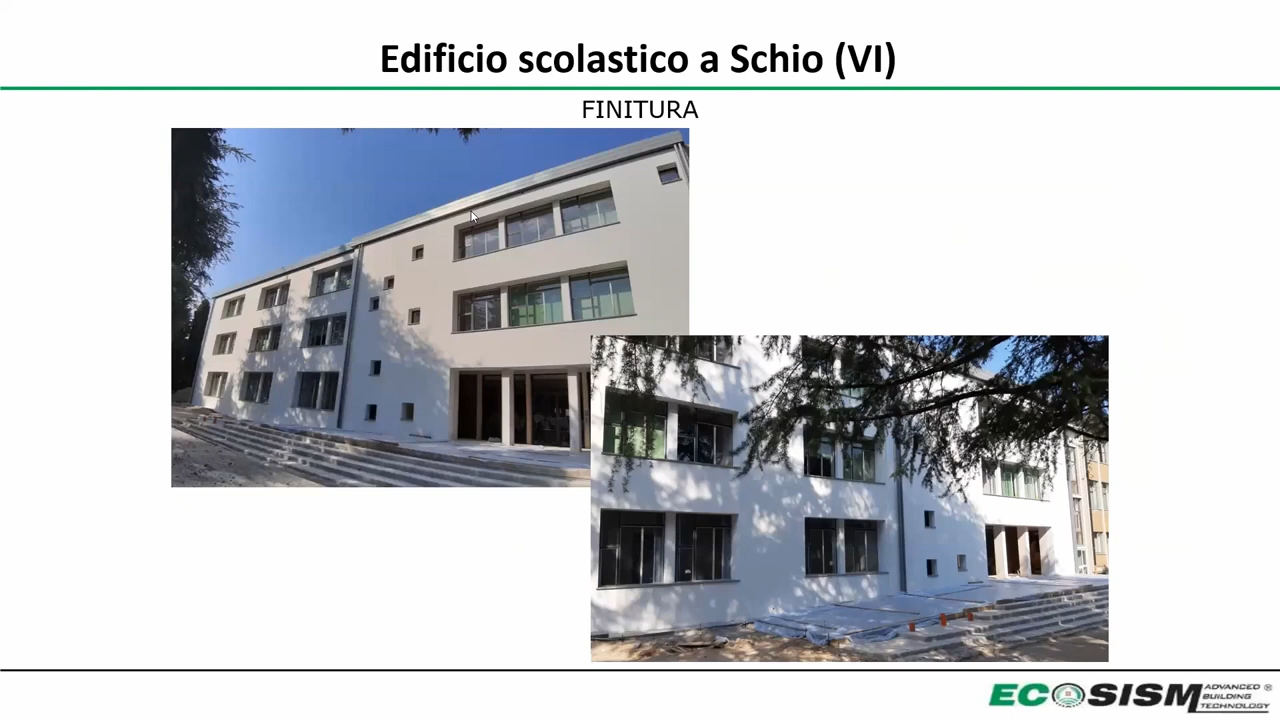 Edificio scolastico a Schio (VI)
FINITURA
ECOSISM ADVANCED BUILDING TECHNOLOGY ®